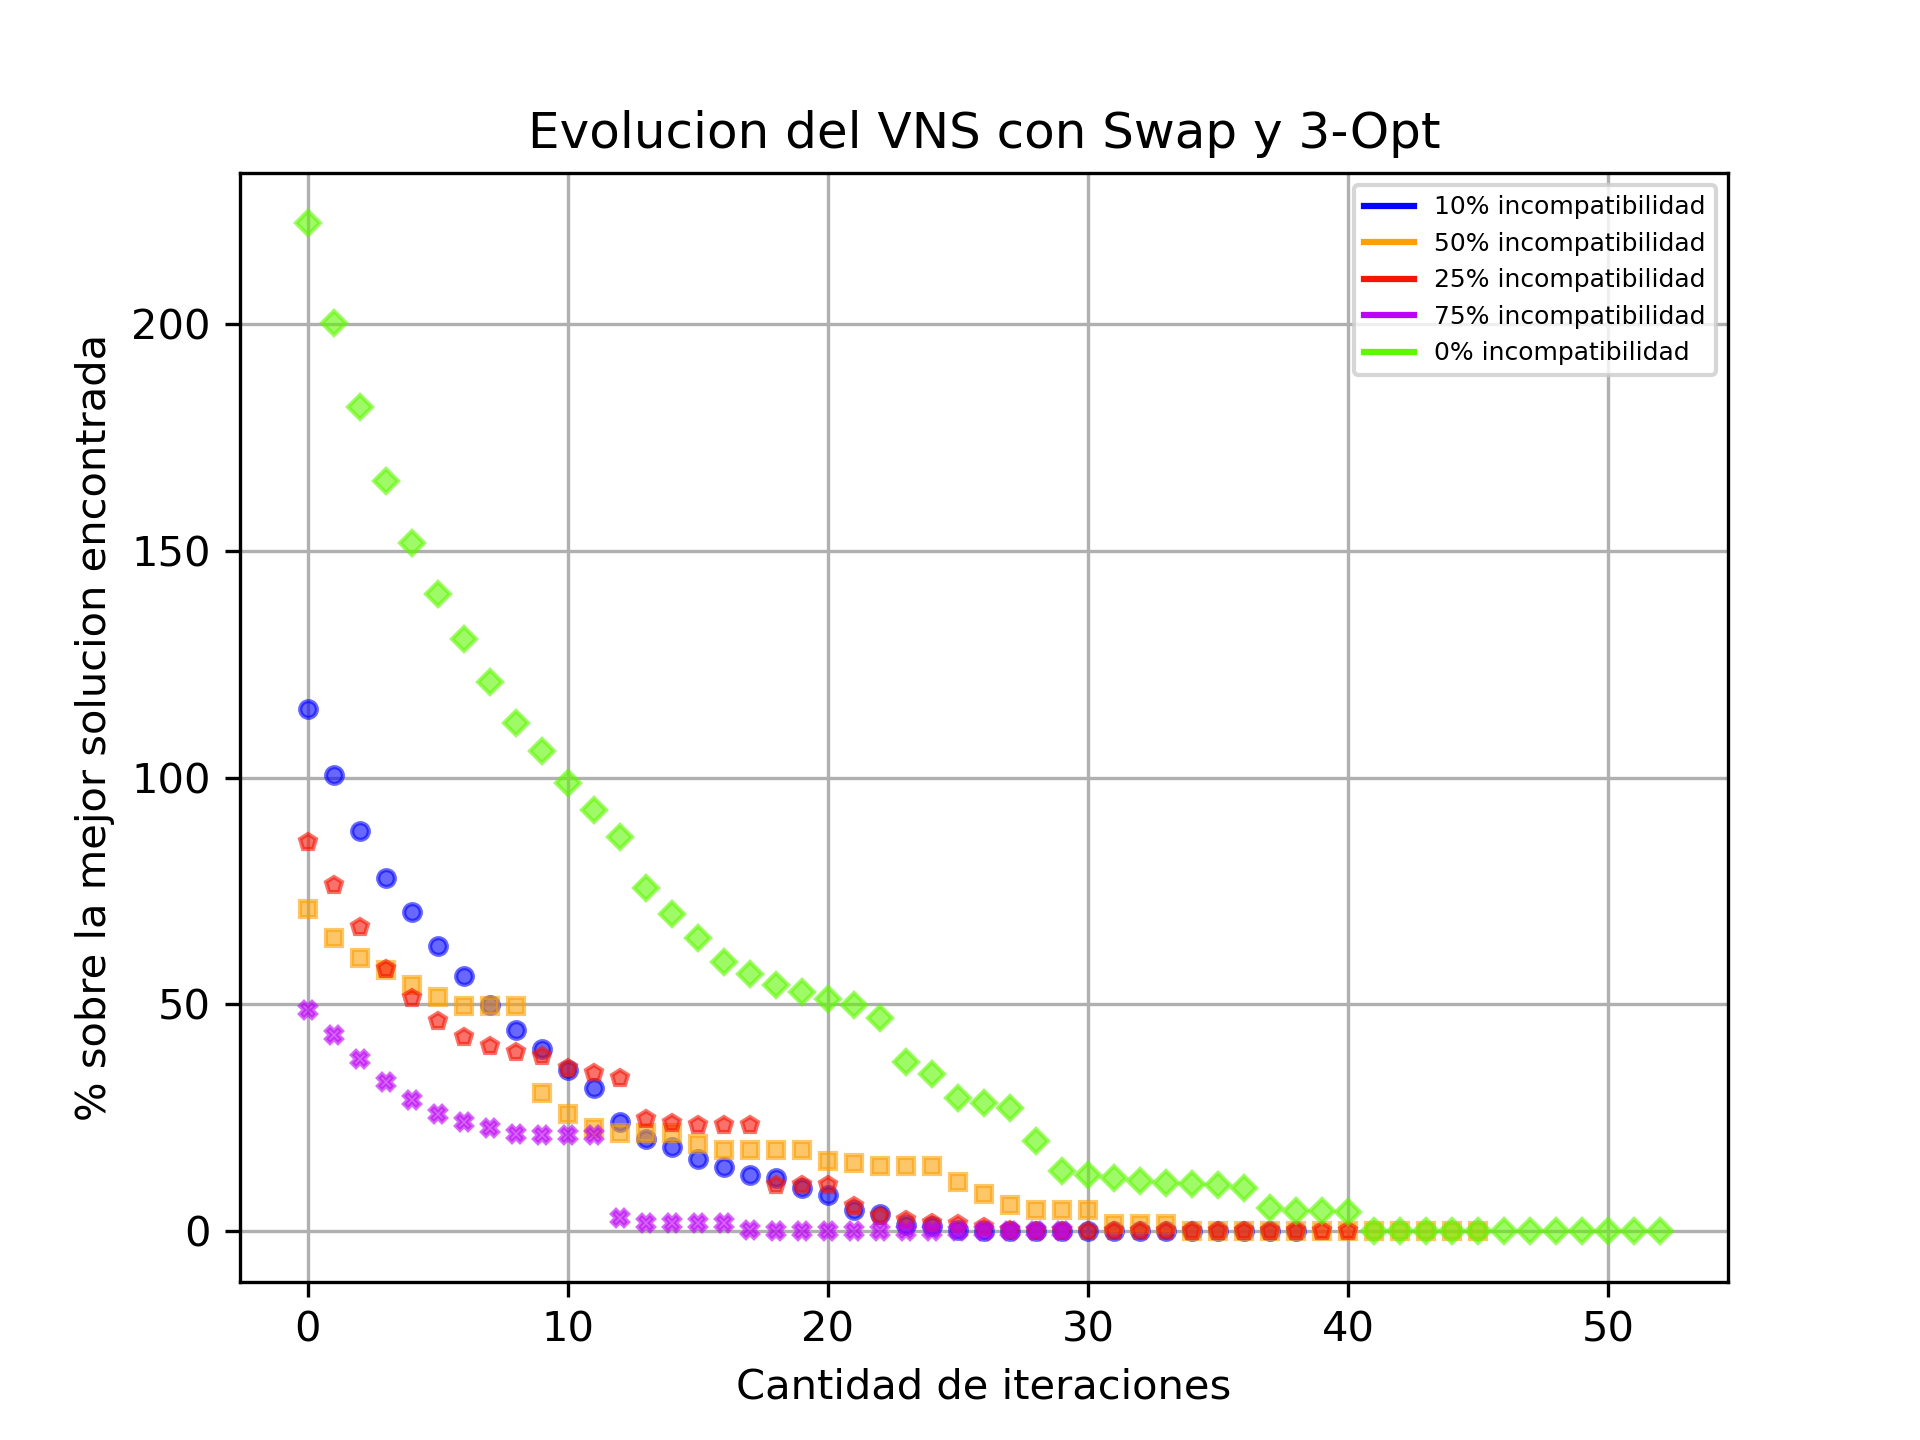 Evolucion del VNS con Swap y 3-Opt
10% incompatibilidad
50% incompatibilidad
25% incompatibilidad
75% incompatibilidad
0% incompatibilidad
% sobre la mejor solucion encontrada
200
150
100
50
0
0 10 20 30 40 50
Cantidad de iteraciones